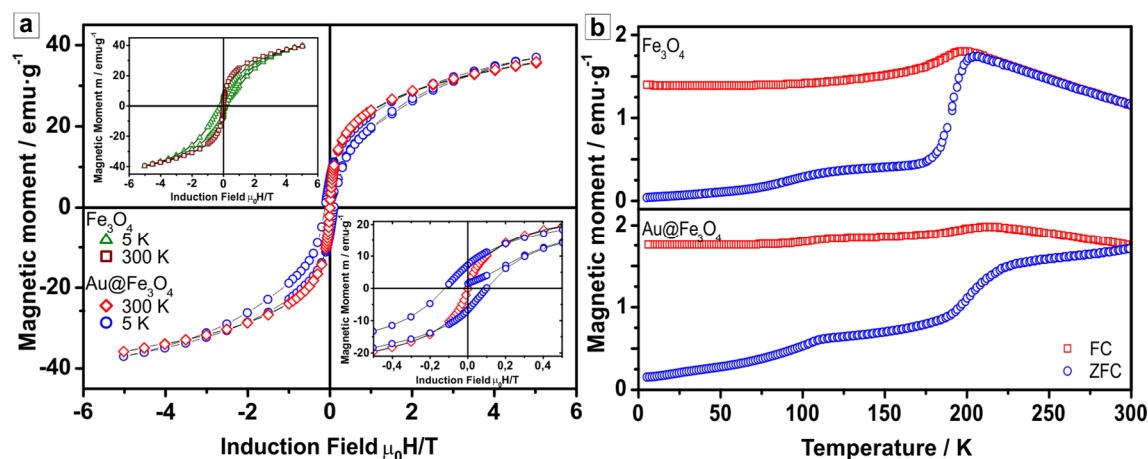 a
Magnetic moment / emu·g⁻¹
40
20
0
-20
-40
-6 -4 -2 0 2 4 6
Induction Field μ₀H/T
Magnetic Moment m / emu·g⁻¹
40
20
0
-20
-40
-6 -4 -2 0 2 4 6
Induction Field μ₀H/T
Fe₃O₄
5 K
300 K
Au@Fe₃O₄
300 K
5 K
Magnetic Moment m / emu·g⁻¹
20
10
0
-10
-20
-0,4 -0,2 0,0 0,2 0,4
Induction Field μ₀H/T
b
Magnetic moment / emu·g⁻¹
Fe₃O₄
2
1
0
Au@Fe₃O₄
2
1
0
FC
ZFC
0 50 100 150 200 250 300
Temperature / K